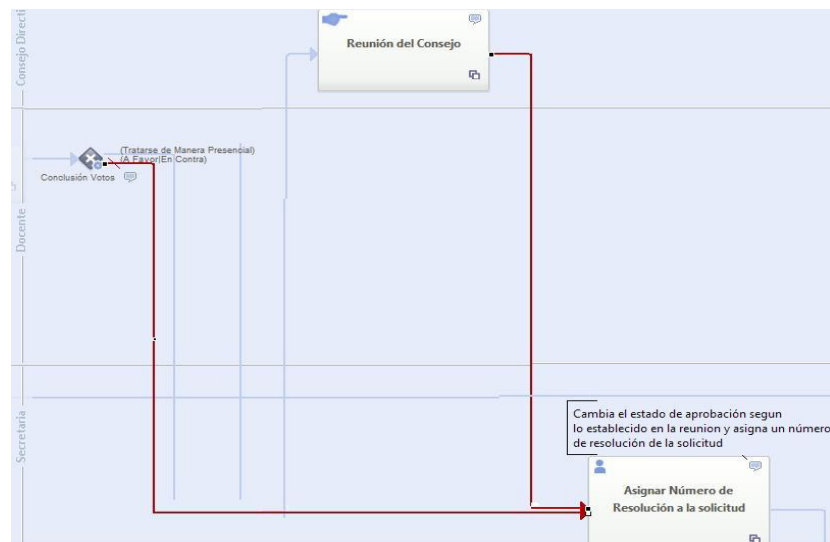 Consejo Directi
Reunión del Consejo
(Tratarse de Manera Presencial)
(A Favor|En Contra)
Conclusión Votos
Docente
Secretaria
Cambia el estado de aprobación segun
lo establecido en la reunion y asigna un número
de resolución de la solicitud
Asignar Número de
Resolución a la solicitud